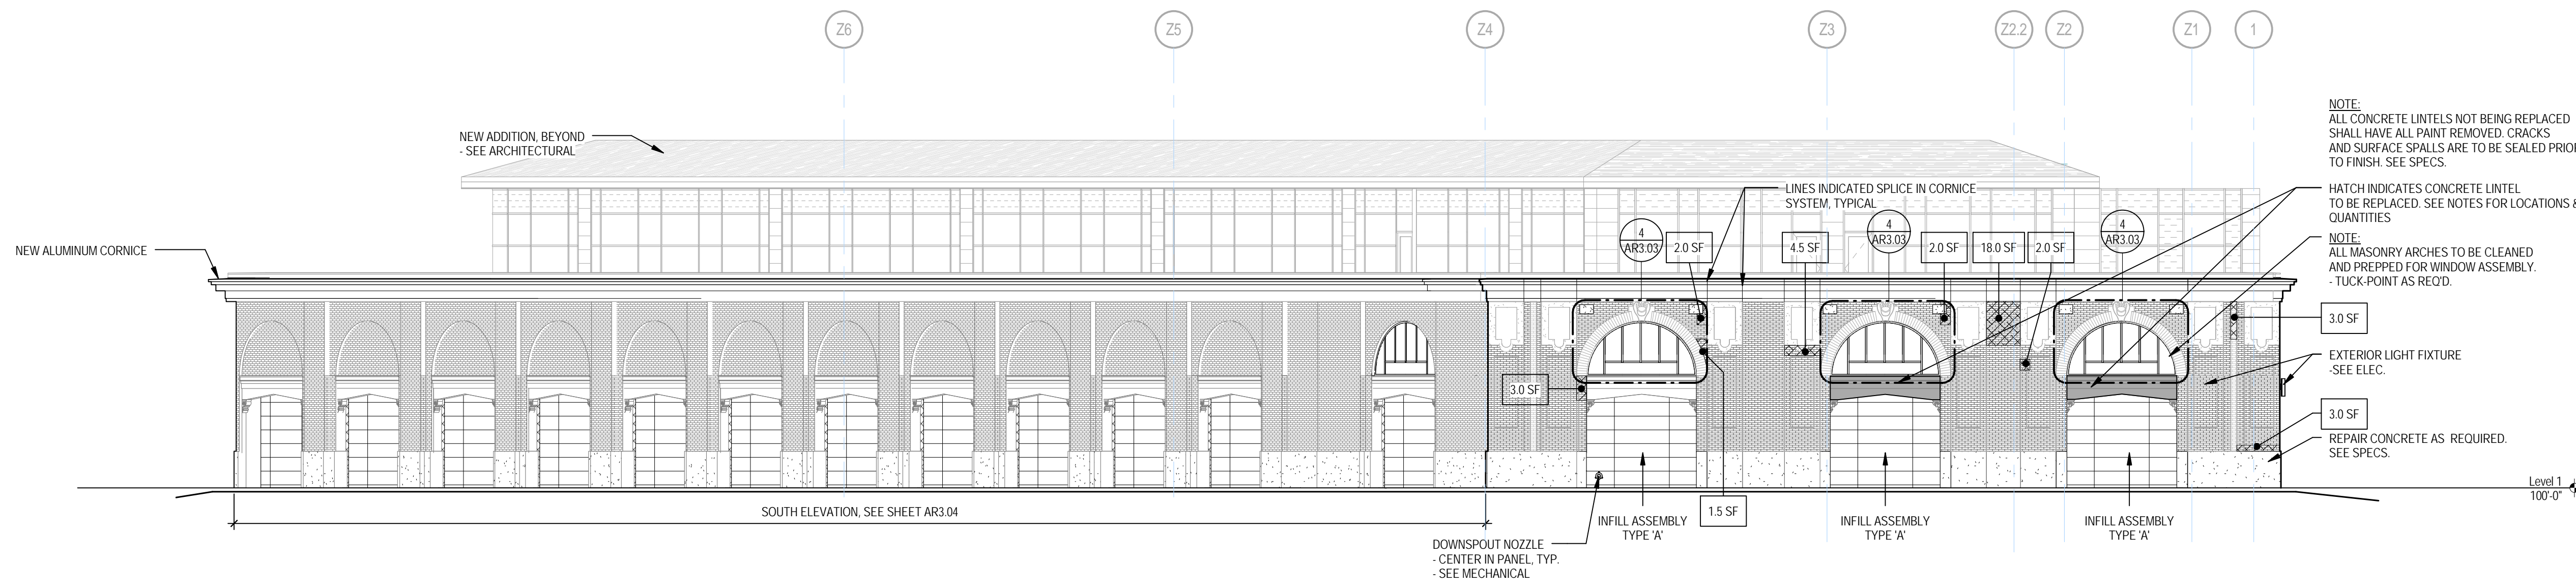 Z6
Z5
Z4
Z3
Z2.2
Z2
Z1
1
NOTE:
ALL CONCRETE LINTELS NOT BEING REPLACED
SHALL HAVE ALL PAINT REMOVED. CRACKS
AND SURFACE SPALLS ARE TO BE SEALED PRIO
TO FINISH. SEE SPECS.
NEW ADDITION, BEYOND
- SEE ARCHITECTURAL
LINES INDICATED SPLICE IN CORNICE
SYSTEM, TYPICAL
HATCH INDICATES CONCRETE LINTEL
TO BE REPLACED. SEE NOTES FOR LOCATIONS &
QUANTITIES
NEW ALUMINUM CORNICE
4
AR3.03
2.0 SF
4.5 SF
4
AR3.03
2.0 SF
18.0 SF
2.0 SF
4
AR3.03
NOTE:
ALL MASONRY ARCHES TO BE CLEANED
AND PREPPED FOR WINDOW ASSEMBLY.
- TUCK-POINT AS REQ'D.
3.0 SF
EXTERIOR LIGHT FIXTURE
-SEE ELEC.
3.0 SF
3.0 SF
REPAIR CONCRETE AS REQUIRED.
SEE SPECS.
Level 1
100'-0"
SOUTH ELEVATION, SEE SHEET AR3.04
1.5 SF
INFILL ASSEMBLY
TYPE 'A'
INFILL ASSEMBLY
TYPE 'A'
INFILL ASSEMBLY
TYPE 'A'
DOWNSPOUT NOZZLE
- CENTER IN PANEL, TYP.
- SEE MECHANICAL